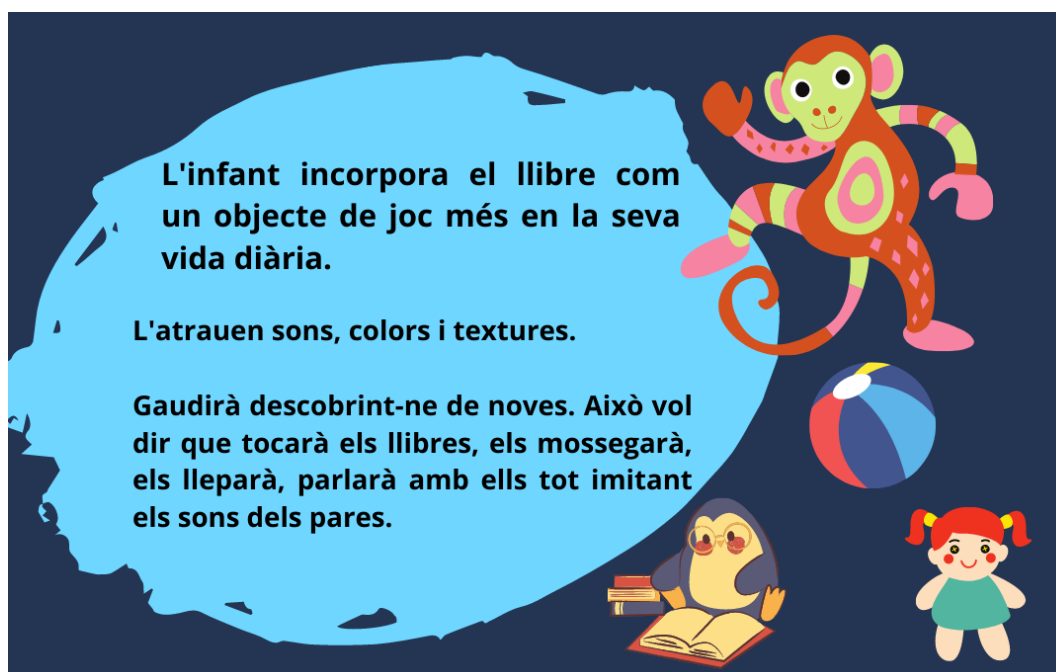 L'infant incorpora el llibre com
un objecte de joc més en la seva
vida diària.
L'atrauen sons, colors i textures.
Gaudirà descobrint-ne de noves. Això vol
dir que tocarà els llibres, els mossegarà,
els lleparà, parlarà amb ells tot imitant
els sons dels pares.